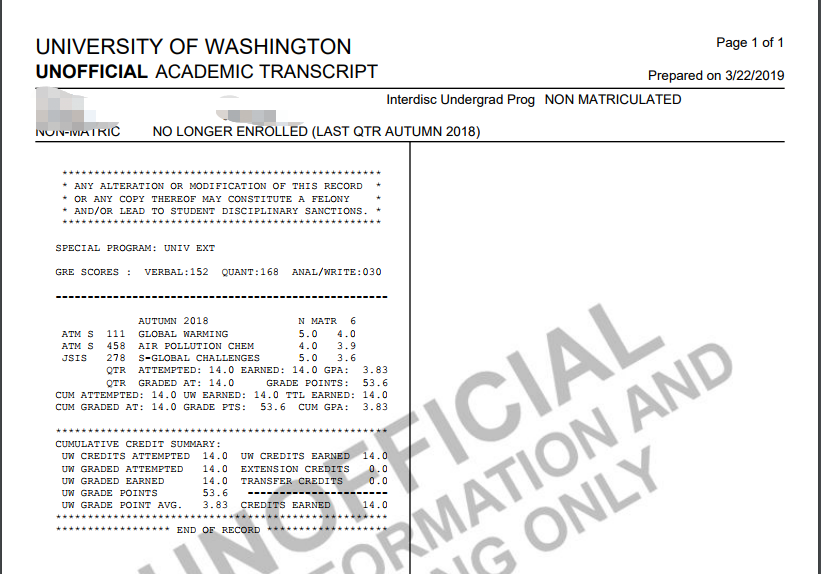 UNIVERSITY OF WASHINGTON
Page 1 of 1
UNOFFICIAL ACADEMIC TRANSCRIPT
Prepared on 3/22/2019
Interdisc Undergrad Prog NON MATRICULATED
NON-MATRIC NO LONGER ENROLLED (LAST QTR AUTUMN 2018)
****************************************************
* ANY ALTERATION OR MODIFICATION OF THIS RECORD *
* OR ANY COPY THEREOF MAY CONSTITUTE A FELONY *
* AND/OR LEAD TO STUDENT DISCIPLINARY SANCTIONS. *
****************************************************
SPECIAL PROGRAM: UNIV EXT
GRE SCORES : VERBAL:152 QUANT:168 ANAL/WRITE:030
------------------------------------------------------
AUTUMN 2018 N MATR 6
ATM S 111 GLOBAL WARMING 5.0 4.0
ATM S 458 AIR POLLUTION CHEM 4.0 3.9
JSIS 278 S-GLOBAL CHALLENGES 5.0 3.6
QTR ATTEMPTED: 14.0 EARNED: 14.0 GPA: 3.83
QTR GRADED AT: 14.0 GRADE POINTS: 53.6
CUM ATTEMPTED: 14.0 UW EARNED: 14.0 TTL EARNED: 14.0
CUM GRADED AT: 14.0 GRADE PTS: 53.6 CUM GPA: 3.83
******************************************************
CUMULATIVE CREDIT SUMMARY:
UW CREDITS ATTEMPTED 14.0 UW CREDITS EARNED 14.0
UW GRADED ATTEMPTED 14.0 EXTENSION CREDITS 0.0
UW GRADED EARNED 14.0 TRANSFER CREDITS 0.0
UW GRADE POINTS 53.6 -----------------------
UW GRADE POINT AVG. 3.83 CREDITS EARNED 14.0
******************************************************
******************* END OF RECORD ********************
UNOFFICIAL
FORMATION AND
NG ONLY